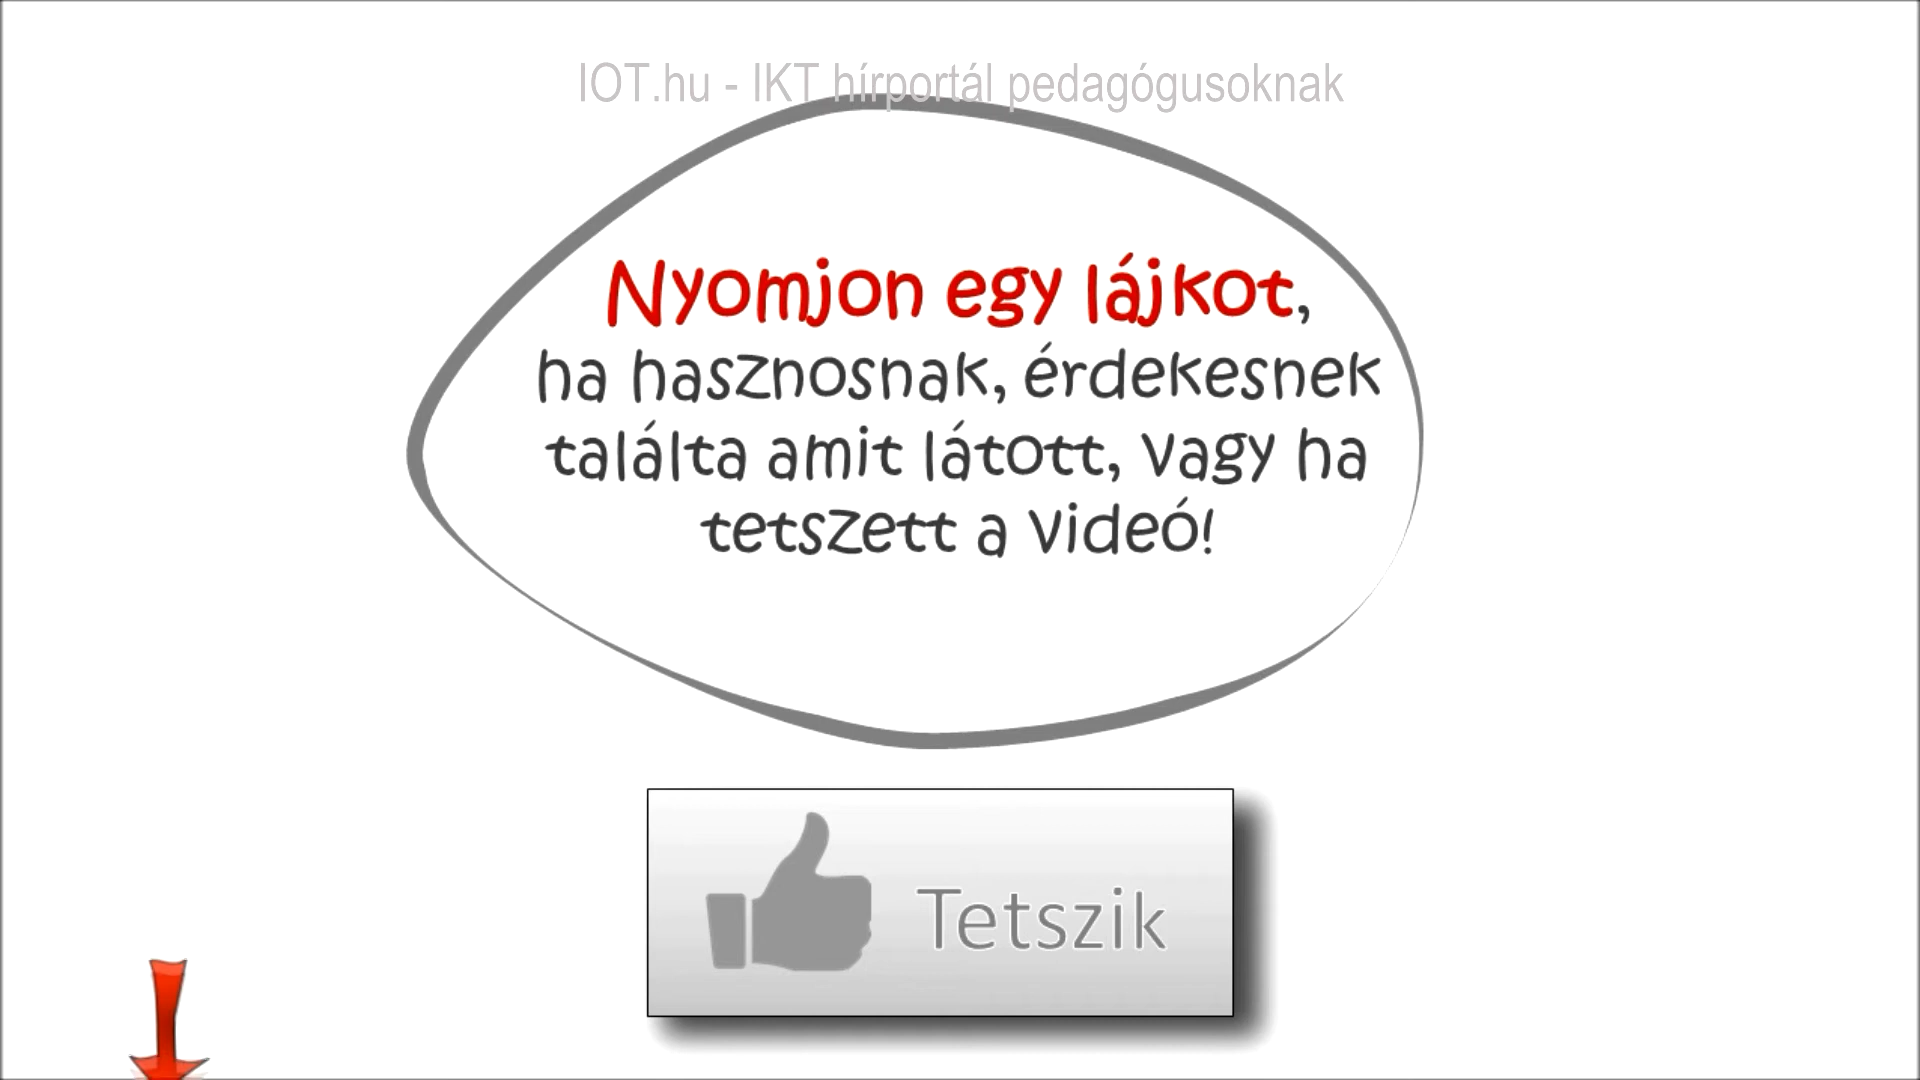 IOT.hu - IKT hírportál pedagógusoknak
Nyomjon egy lájkot,
ha hasznosnak, érdekesnek
találta amit látott, vagy ha
tetszett a videó!
Tetszik